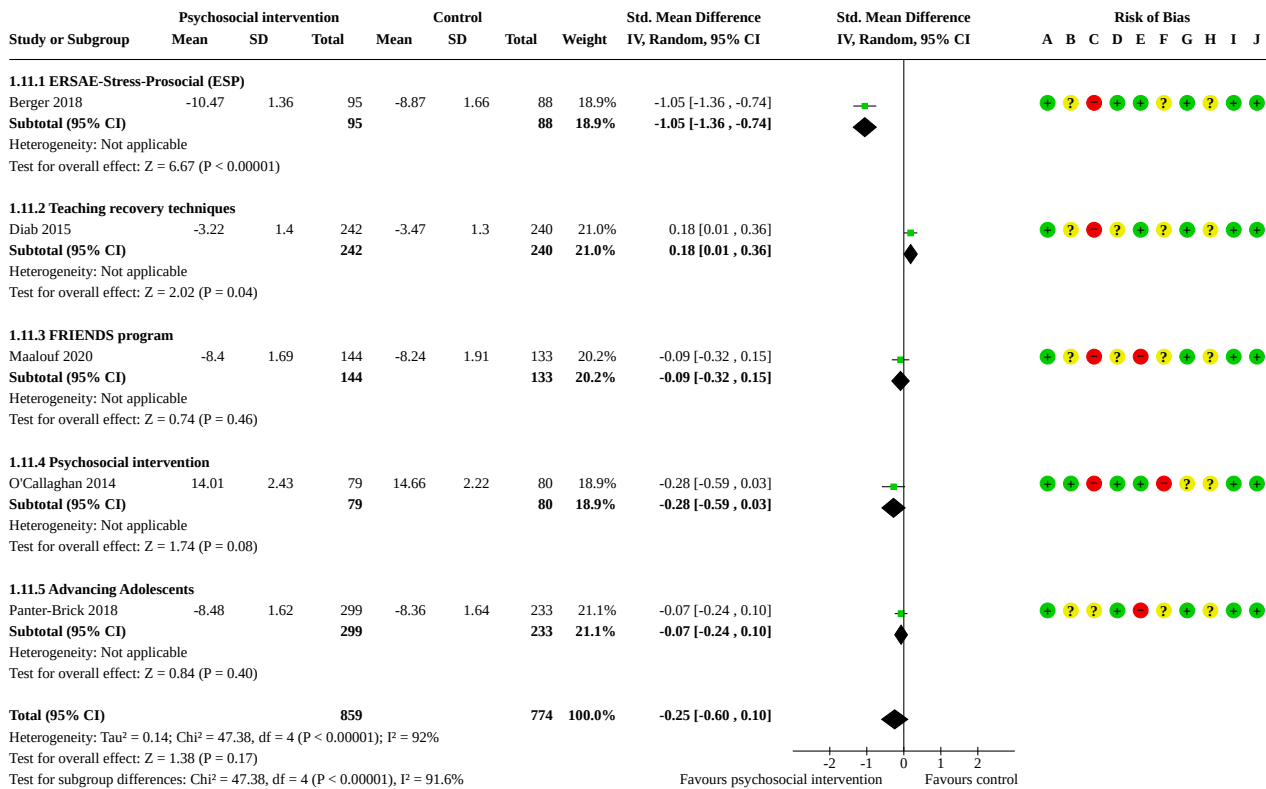 Psychosocial intervention Control Std. Mean Difference Std. Mean Difference Risk of Bias
Study or Subgroup Mean SD Total Mean SD Total Weight IV, Random, 95% CI IV, Random, 95% CI A B C D E F G H I J
1.11.1 ERSAE-Stress-Prosocial (ESP)
Berger 2018 -10.47 1.36 95 -8.87 1.66 88 18.9% -1.05 [-1.36 , -0.74] + ? − + + ? + ? + +
Subtotal (95% CI) 95 88 18.9% -1.05 [-1.36 , -0.74]
Heterogeneity: Not applicable
Test for overall effect: Z = 6.67 (P < 0.00001)
1.11.2 Teaching recovery techniques
Diab 2015 -3.22 1.4 242 -3.47 1.3 240 21.0% 0.18 [0.01 , 0.36] + ? − ? + ? + ? + +
Subtotal (95% CI) 242 240 21.0% 0.18 [0.01 , 0.36]
Heterogeneity: Not applicable
Test for overall effect: Z = 2.02 (P = 0.04)
1.11.3 FRIENDS program
Maalouf 2020 -8.4 1.69 144 -8.24 1.91 133 20.2% -0.09 [-0.32 , 0.15] + ? − ? − ? + ? + +
Subtotal (95% CI) 144 133 20.2% -0.09 [-0.32 , 0.15]
Heterogeneity: Not applicable
Test for overall effect: Z = 0.74 (P = 0.46)
1.11.4 Psychosocial intervention
O'Callaghan 2014 14.01 2.43 79 14.66 2.22 80 18.9% -0.28 [-0.59 , 0.03] + + − + + − ? ? + +
Subtotal (95% CI) 79 80 18.9% -0.28 [-0.59 , 0.03]
Heterogeneity: Not applicable
Test for overall effect: Z = 1.74 (P = 0.08)
1.11.5 Advancing Adolescents
Panter-Brick 2018 -8.48 1.62 299 -8.36 1.64 233 21.1% -0.07 [-0.24 , 0.10] + ? ? + − ? + ? + +
Subtotal (95% CI) 299 233 21.1% -0.07 [-0.24 , 0.10]
Heterogeneity: Not applicable
Test for overall effect: Z = 0.84 (P = 0.40)
Total (95% CI) 859 774 100.0% -0.25 [-0.60 , 0.10]
Heterogeneity: Tau² = 0.14; Chi² = 47.38, df = 4 (P < 0.00001); I² = 92%
Test for overall effect: Z = 1.38 (P = 0.17)
-2 -1 0 1 2
Test for subgroup differences: Chi² = 47.38, df = 4 (P < 0.00001), I² = 91.6% Favours psychosocial intervention Favours control